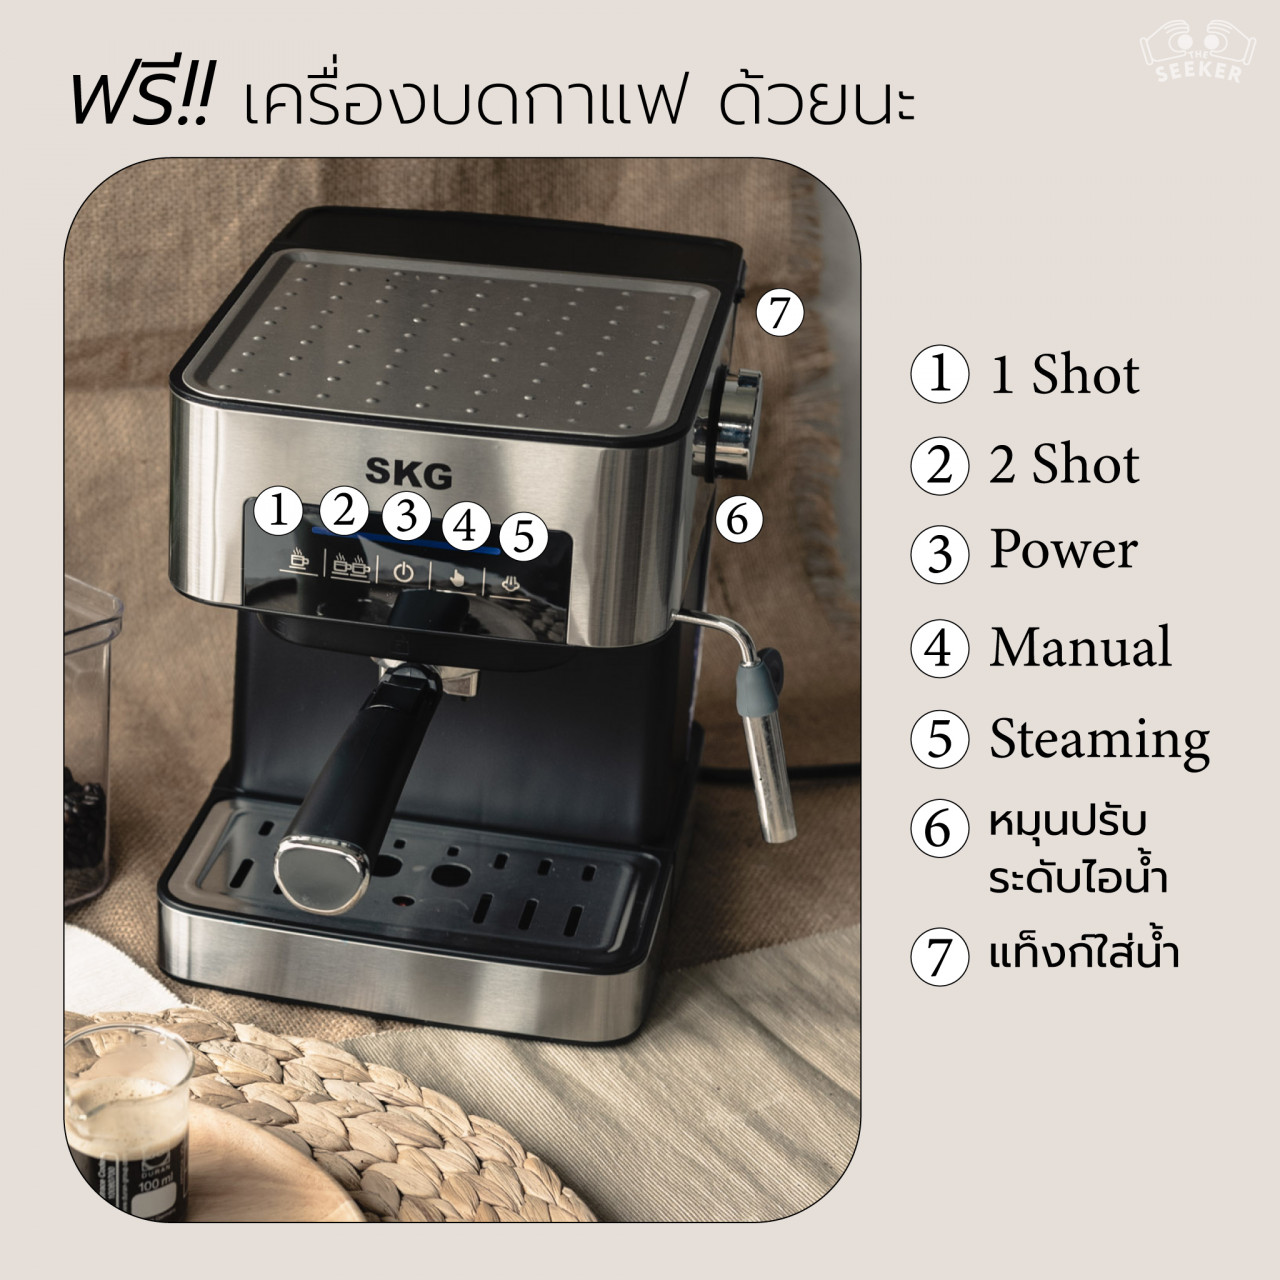 ฟรี!! เครื่องบดกาแฟ ด้วยนะ
THE
SEEKER
7
SKG
1 2 3 4 5
6
1 1 Shot
2 2 Shot
3 Power
4 Manual
5 Steaming
6 หมุนปรับ
ระดับไอน้ำ
7 แท็งก์ใส่น้ำ
DURAN
100 ml